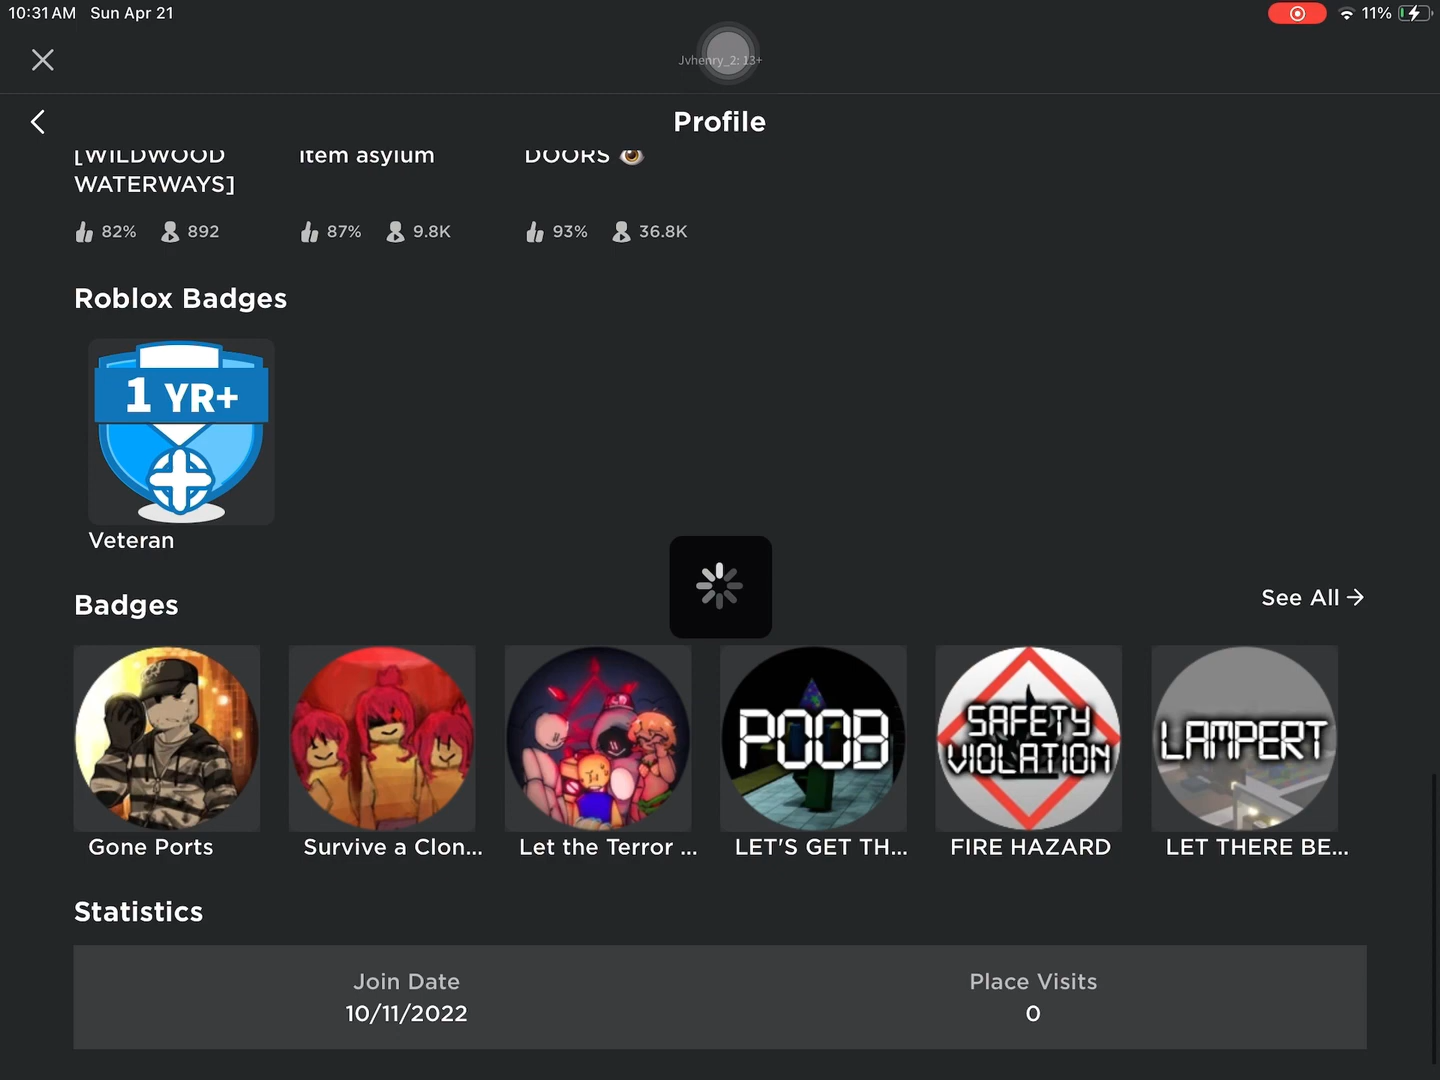 10:31 AM Sun Apr 21
11%
Jvhenry_2: 13+
Profile
[WILDWOOD
WATERWAYS]
item asylum
DOORS 👁️
82% 892
87% 9.8K
93% 36.8K
Roblox Badges
1 YR+
Veteran
Badges
See All →
POOB
SAFETY
VIOLATION
LAMPERT
Gone Ports
Survive a Clon...
Let the Terror ...
LET'S GET TH...
FIRE HAZARD
LET THERE BE...
Statistics
Join Date
10/11/2022
Place Visits
0